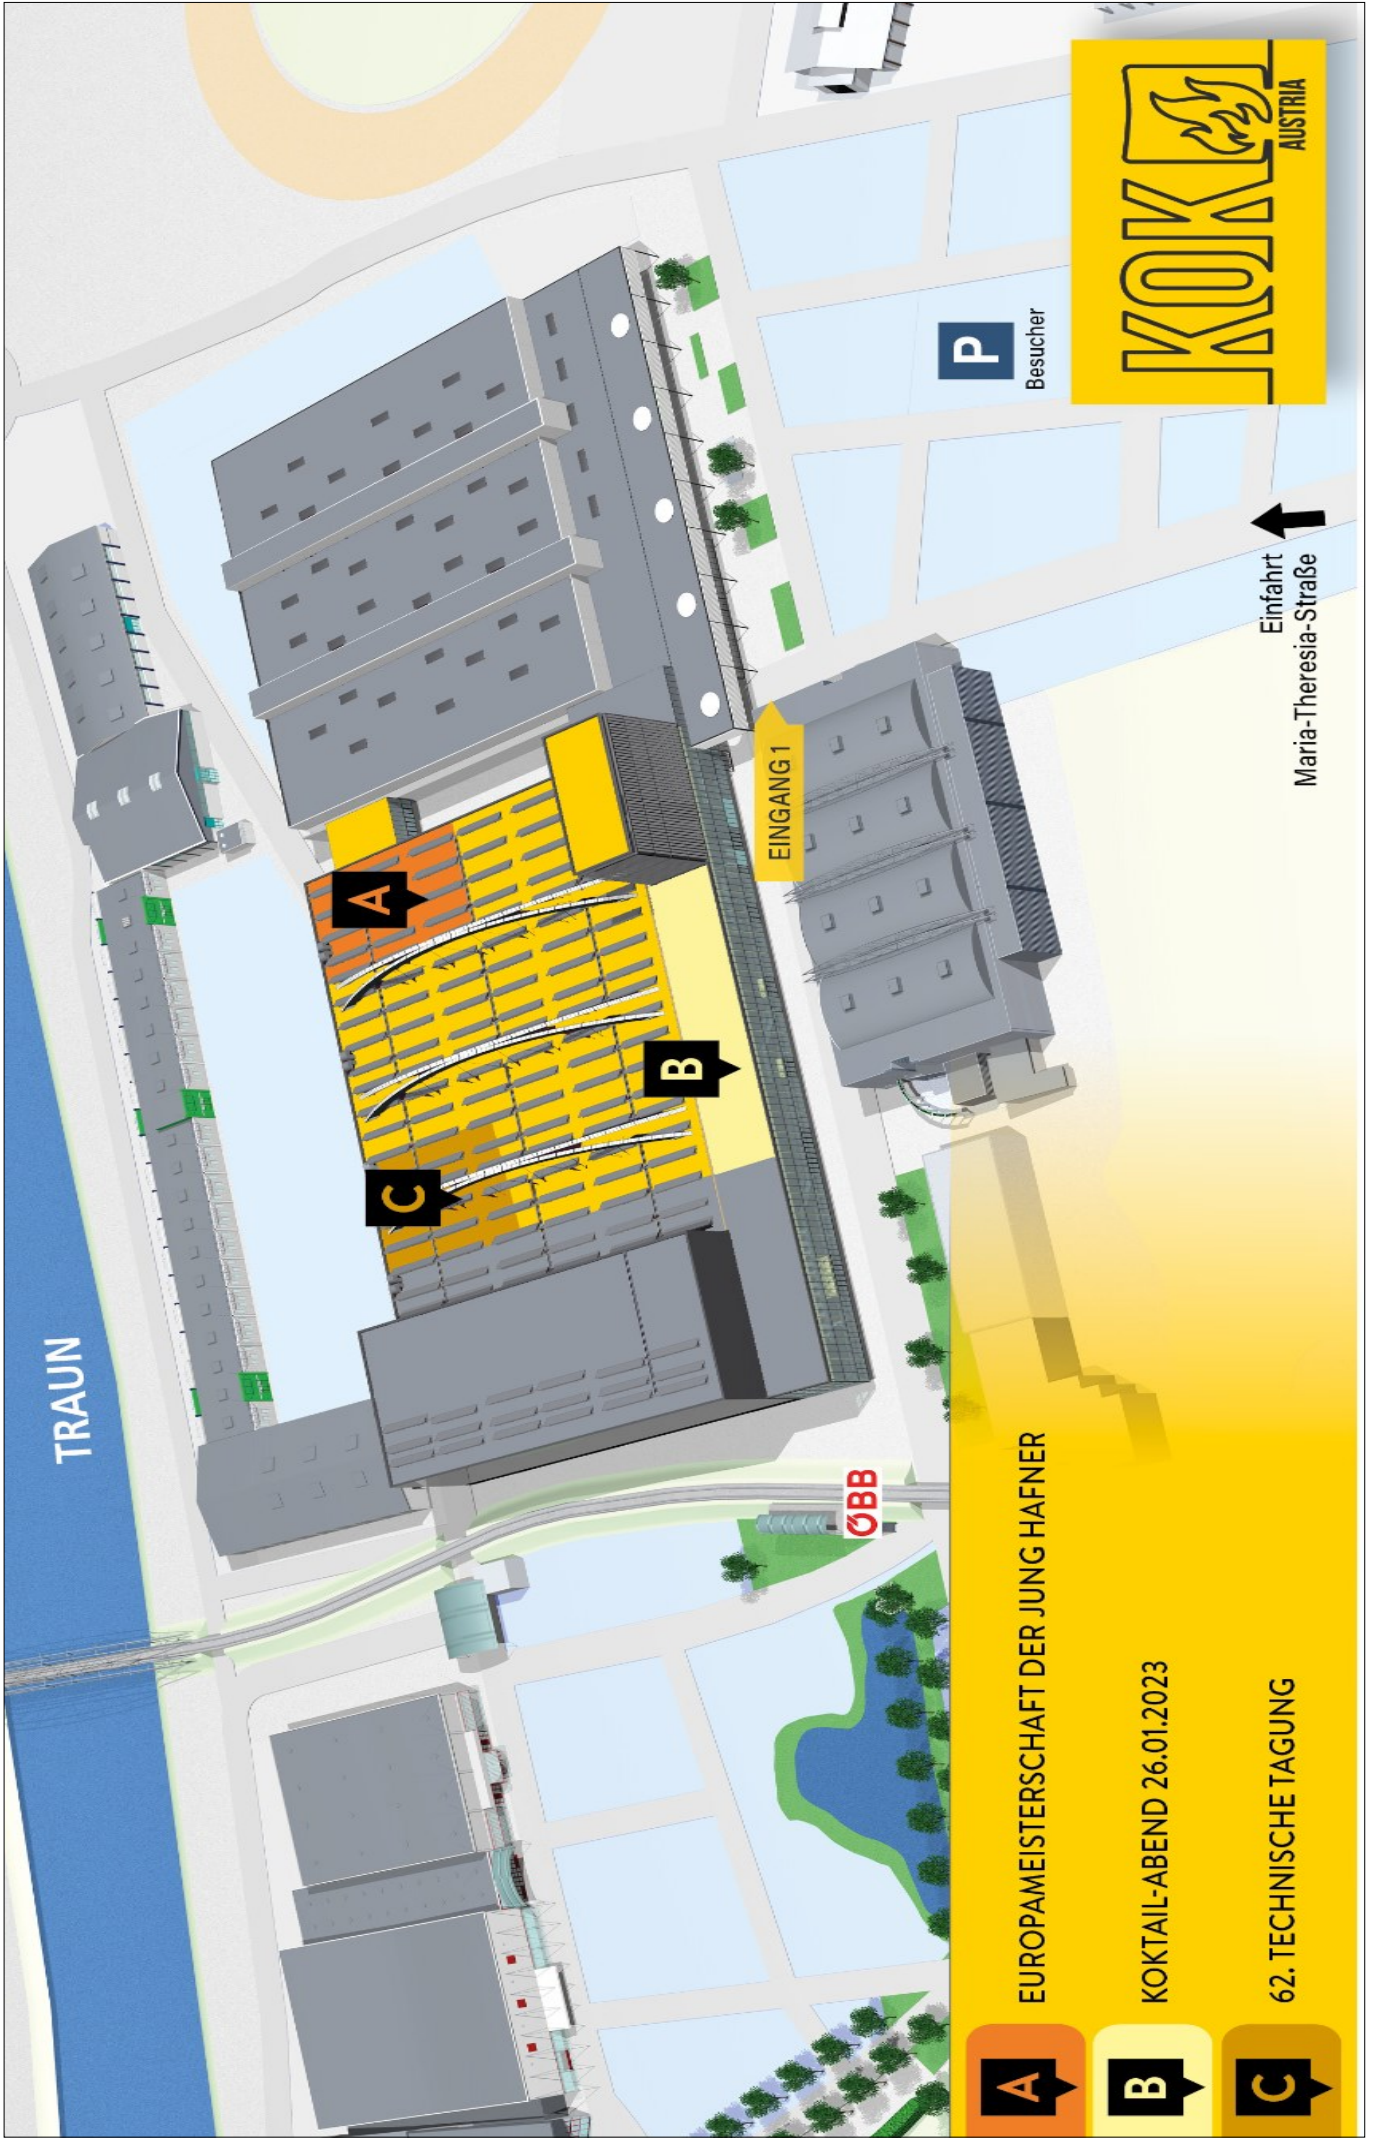 TRAUN
A
C
B
EINGANG 1
P
Besucher
ÖBB
Einfahrt
Maria-Theresia-Straße
KOK
AUSTRIA
A EUROPAMEISTERSCHAFT DER JUNG HAFNER
B KOKTAIL-ABEND 26.01.2023
C 62. TECHNISCHE TAGUNG